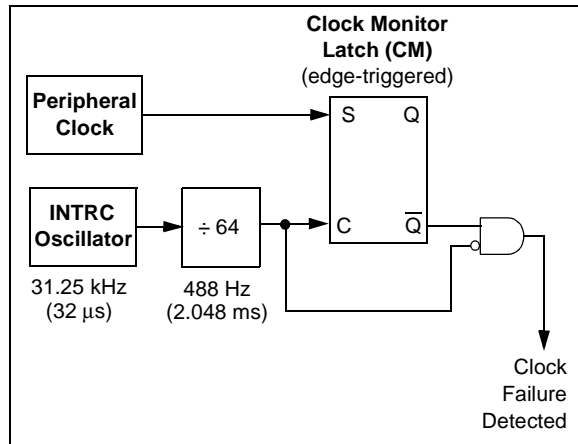 Clock Monitor
Latch (CM)
(edge-triggered)
Peripheral
Clock
S
Q
INTRC
Oscillator
÷ 64
C
Q̅
31.25 kHz
(32 μs)
488 Hz
(2.048 ms)
Clock
Failure
Detected